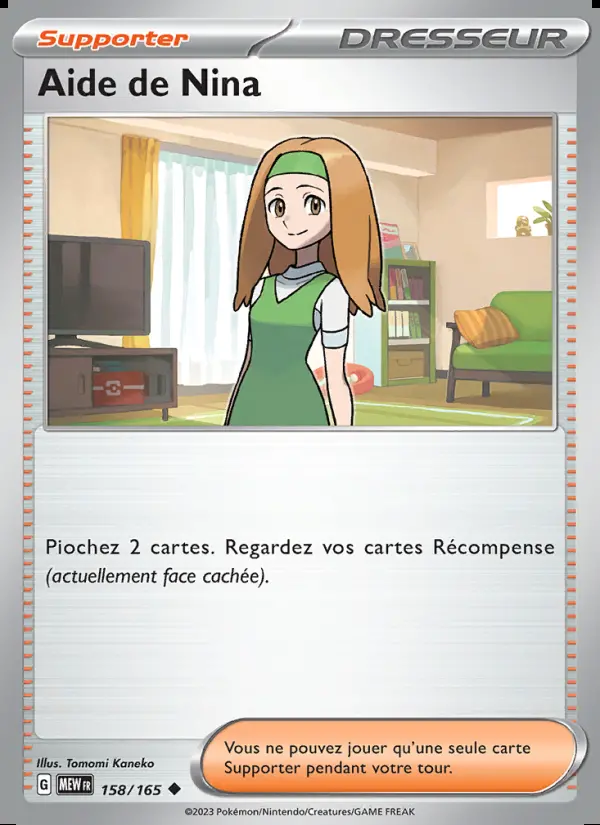 Supporter DRESSEUR
Aide de Nina
Piochez 2 cartes. Regardez vos cartes Récompense
(actuellement face cachée).
Illus. Tomomi Kaneko
G MEW FR 158/165
Vous ne pouvez jouer qu'une seule carte
Supporter pendant votre tour.
©2023 Pokémon/Nintendo/Creatures/GAME FREAK